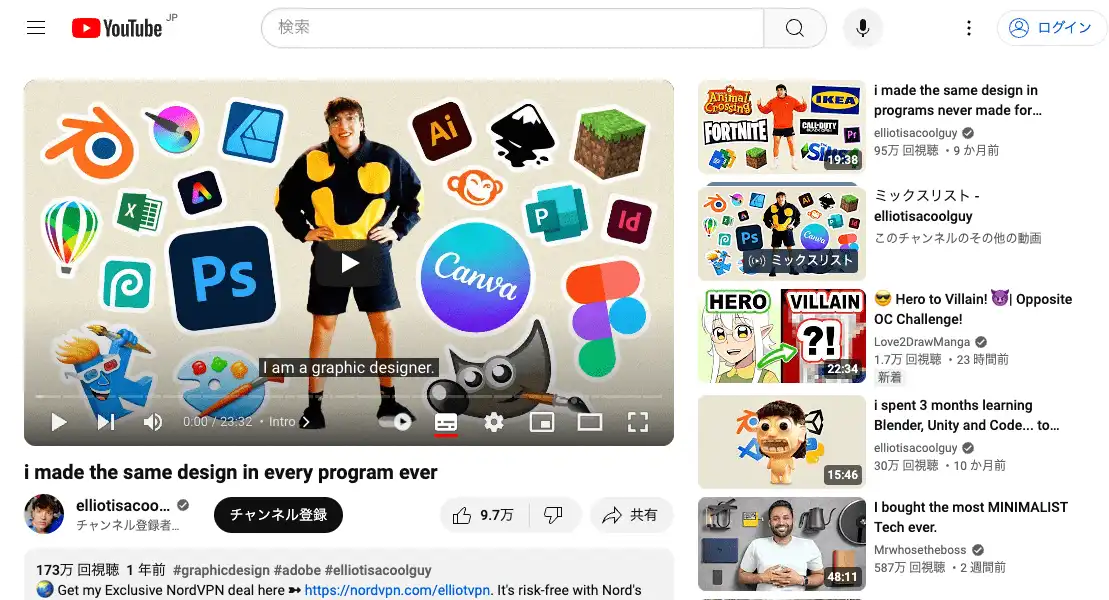 YouTube JP
検索
ログイン
Ai
X
P
Id
Ps
Canva
I am a graphic designer.
0:00 / 23:32 • Intro
i made the same design in every program ever
elliotisacoo...
チャンネル登録者...
チャンネル登録
9.7万
共有
173万 回視聴 1 年前 #graphicdesign #adobe #elliotisacoolguy
🌏 Get my Exclusive NordVPN deal here ➼ https://nordvpn.com/elliotvpn. It's risk-free with Nord's
ANIMAL CROSSING
IKEA
FORTNITE
CALL OF DUTY
Pr
19:38
i made the same design in
programs never made for...
elliotisacoolguy
95万 回視聴 • 9 か月前
Ps
Canva
ミックスリスト
ミックスリスト -
elliotisacoolguy
このチャンネルのその他の動画
HERO
VILLAIN
?!
22:34
😎 Hero to Villain! 😈| Opposite
OC Challenge!
Love2DrawManga
1.7万 回視聴 • 23 時間前
新着
15:46
i spent 3 months learning
Blender, Unity and Code... to...
elliotisacoolguy
30万 回視聴 • 10 か月前
48:11
I bought the most MINIMALIST
Tech ever.
Mrwhosetheboss
587万 回視聴 • 2 週間前